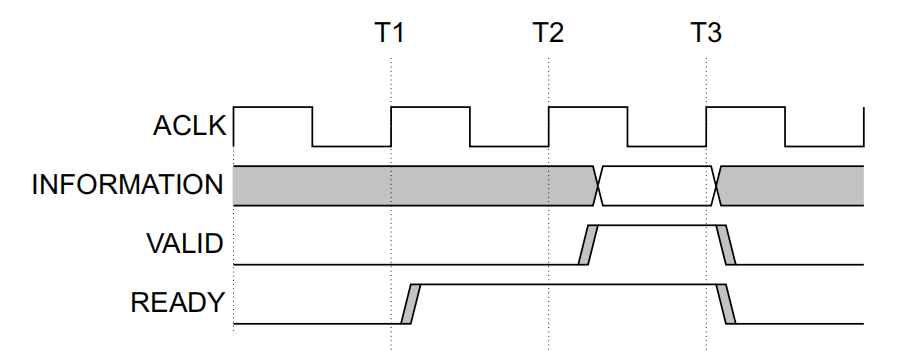 T1 T2 T3
ACLK
INFORMATION
VALID
READY